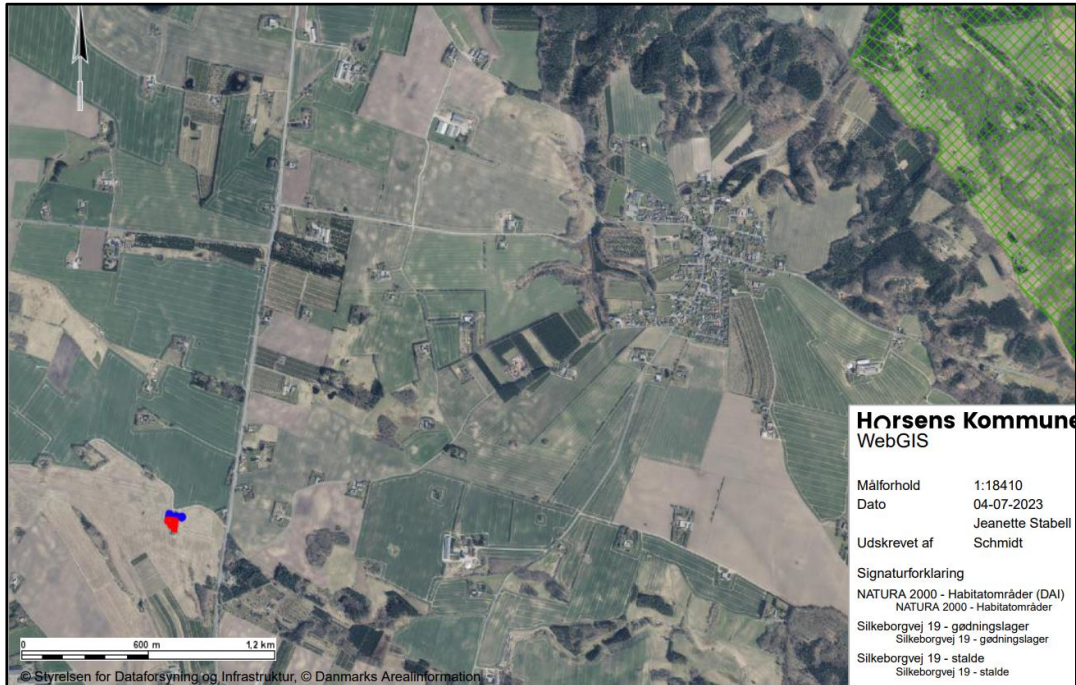 Horsens Kommune
WebGIS
Målforhold 1:18410
Dato 04-07-2023
Jeanette Stabell
Udskrevet af Schmidt
Signaturforklaring
NATURA 2000 - Habitatområder (DAI)
NATURA 2000 - Habitatområder
Silkeborgvej 19 - gødningslager
Silkeborgvej 19 - gødningslager
Silkeborgvej 19 - stalde
Silkeborgvej 19 - stalde
0 600 m 1,2 km
© Styrelsen for Dataforsyning og Infrastruktur, © Danmarks Arealinformation